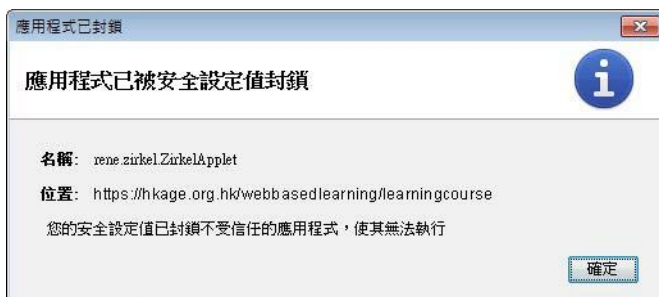 應用程式已封鎖
應用程式已被安全設定值封鎖
名稱: rene.zirkel.ZirkelApplet
位置: https://hkage.org.hk/webbasedlearning/learningcourse
您的安全設定值已封鎖不受信任的應用程式，使其無法執行
確定